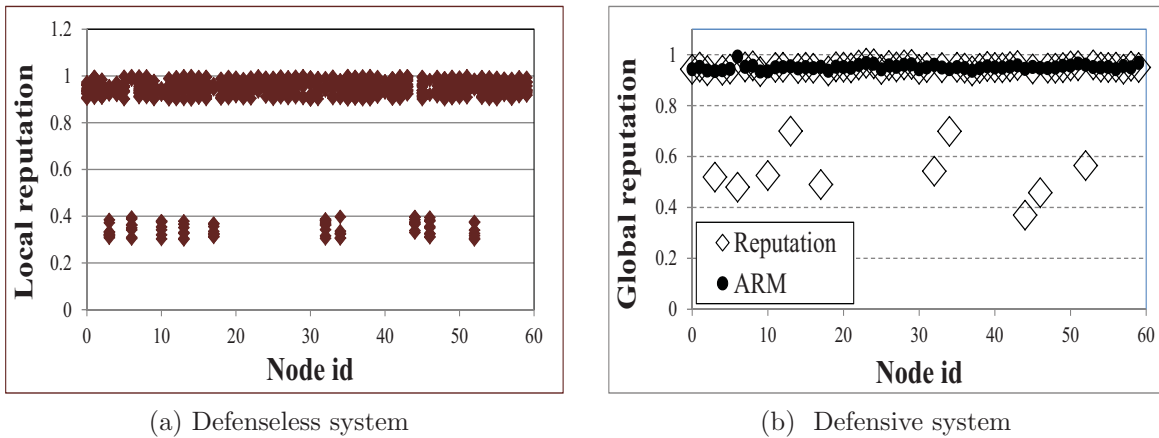 Local reputation
1.2
1
0.8
0.6
0.4
0.2
0
0 10 20 30 40 50 60
Node id
(a) Defenseless system
Global reputation
1
0.8
0.6
0.4
0.2
0
Reputation
ARM
0 10 20 30 40 50 60
Node id
(b) Defensive system